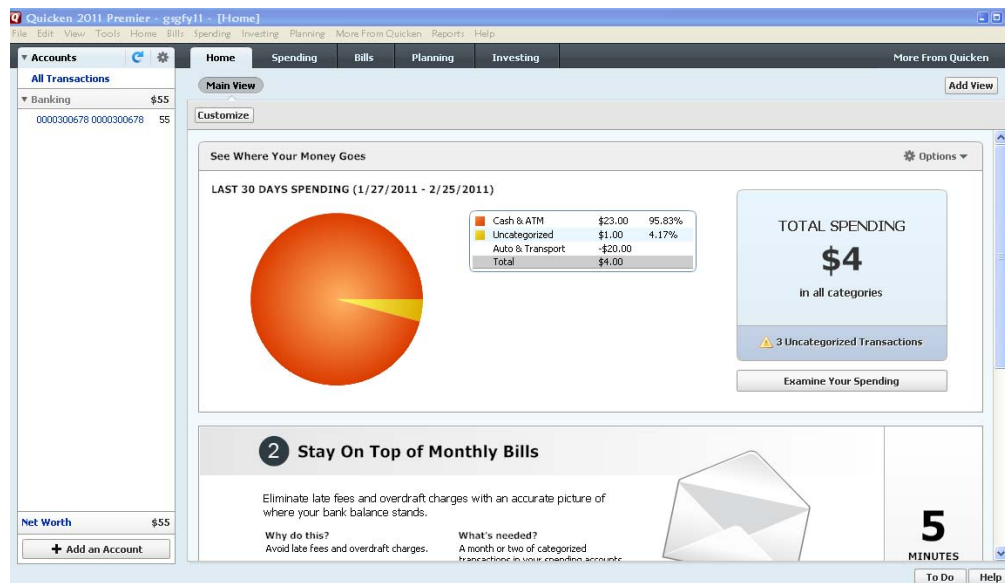 Quicken 2011 Premier - gsgfy11 - [Home]
File Edit View Tools Home Bills Spending Investing Planning More From Quicken Reports Help
Accounts
Home Spending Bills Planning Investing More From Quicken
All Transactions
Main View Add View
Banking $55
0000300678 0000300678 55
Customize
See Where Your Money Goes Options
LAST 30 DAYS SPENDING (1/27/2011 - 2/25/2011)
Cash & ATM $23.00 95.83%
Uncategorized $1.00 4.17%
Auto & Transport -$20.00
Total $4.00
TOTAL SPENDING
$4
in all categories
3 Uncategorized Transactions
Examine Your Spending
2 Stay On Top of Monthly Bills
Eliminate late fees and overdraft charges with an accurate picture of
where your bank balance stands.
Why do this?
Avoid late fees and overdraft charges.
What's needed?
A month or two of categorized
transactions in your spending accounts
5
MINUTES
Net Worth $55
+ Add an Account
To Do Help